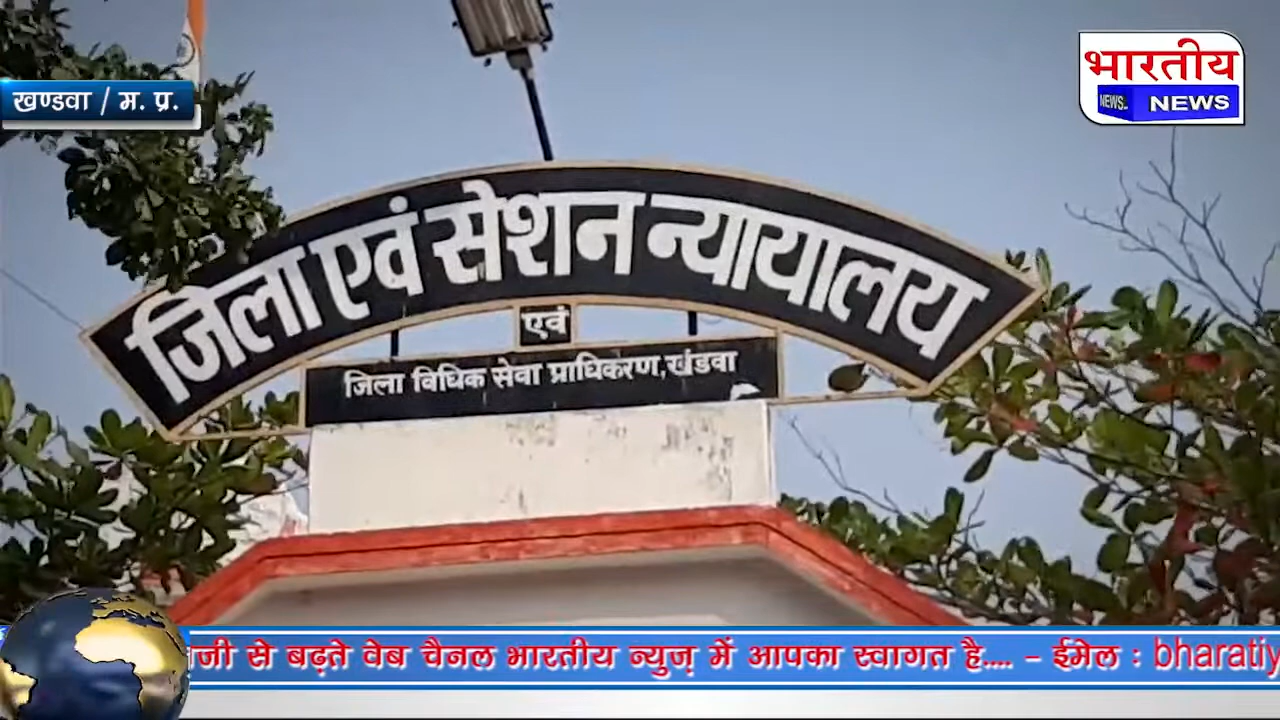 भारतीय
NEWS..
NEWS
खण्डवा / म. प्र.
जिला एवं सेशन न्यायालय
एवं
जिला विधिक सेवा प्राधिकरण,खंडवा
से बढ़ते वेब चैनल भारतीय न्युज़ में आपका स्वागत है.... - ईमेल : bharatiy